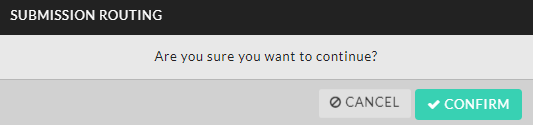 SUBMISSION ROUTING
Are you sure you want to continue?
CANCEL CONFIRM